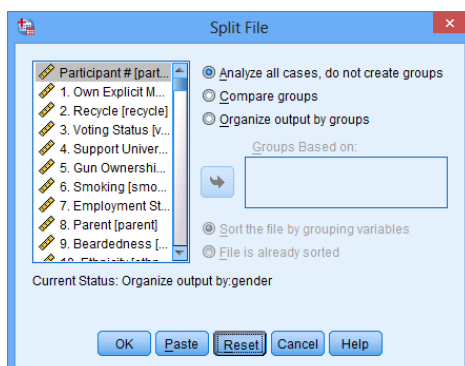 Split File
Participant # [part...
1. Own Explicit M...
2. Recycle [recycle]
3. Voting Status [v...
4. Support Univer...
5. Gun Ownershi...
6. Smoking [smo...
7. Employment St...
8. Parent [parent]
9. Beardedness [...
Analyze all cases, do not create groups
Compare groups
Organize output by groups
Groups Based on:
Sort the file by grouping variables
File is already sorted
Current Status: Organize output by:gender
OK Paste Reset Cancel Help